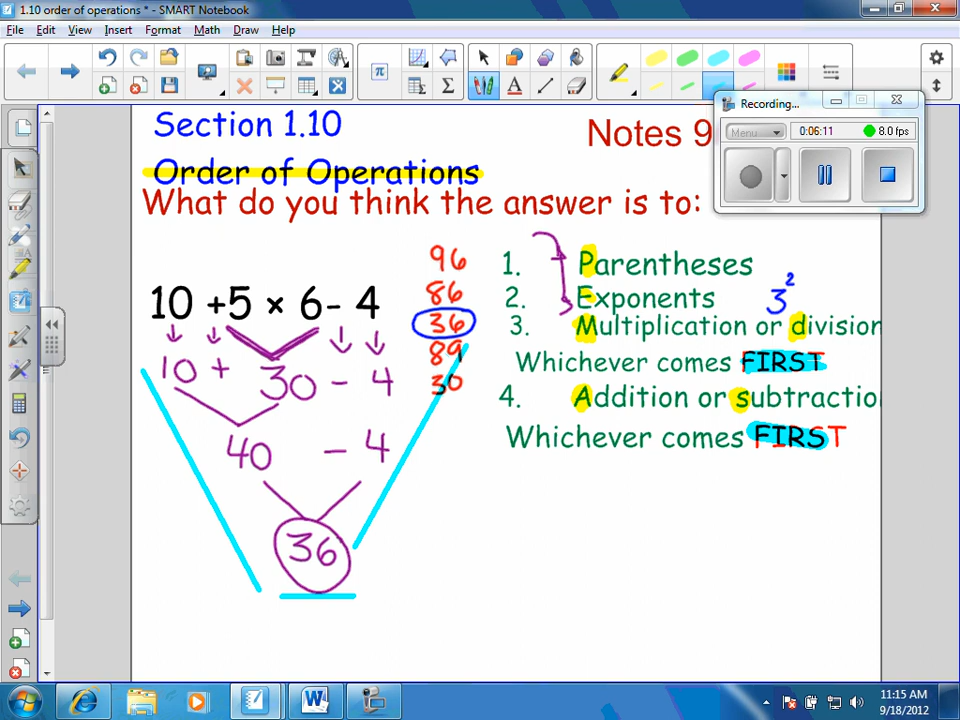 1.10 order of operations * - SMART Notebook
File Edit View Insert Format Math Draw Help
Recording...
Menu 0:06:11 8.0 fps
Section 1.10
Notes 9
Order of Operations
What do you think the answer is to:
10 +5 × 6- 4
10 + 30 - 4
40 - 4
36
96
86
36
89
30
1. Parentheses
2. Exponents 3²
3. Multiplication or division
Whichever comes FIRST
4. Addition or subtractio
Whichever comes FIRST
11:15 AM
9/18/2012